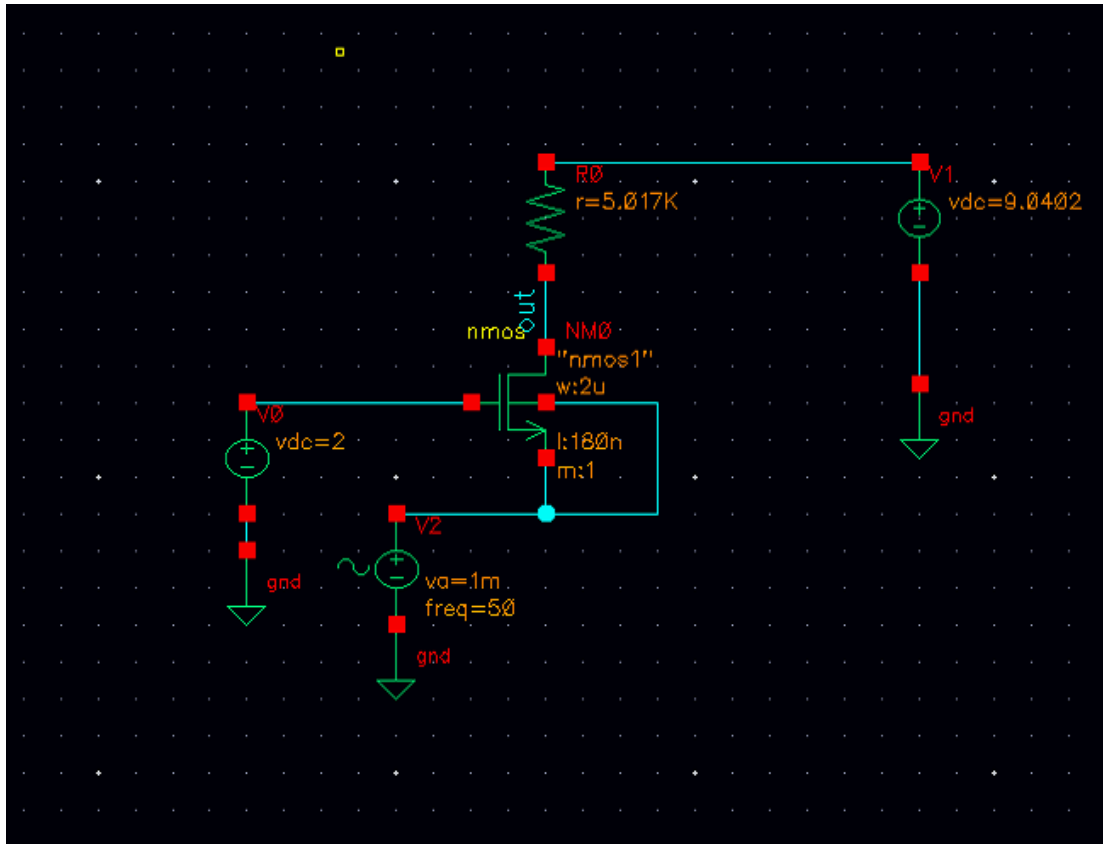 R0
r=5.017K
V1
vdc=9.0402
out
nmos
NM0
"nmos1"
w:2u
l:180n
m:1
V0
vdc=2
gnd
V2
va=1m
freq=50
gnd
gnd